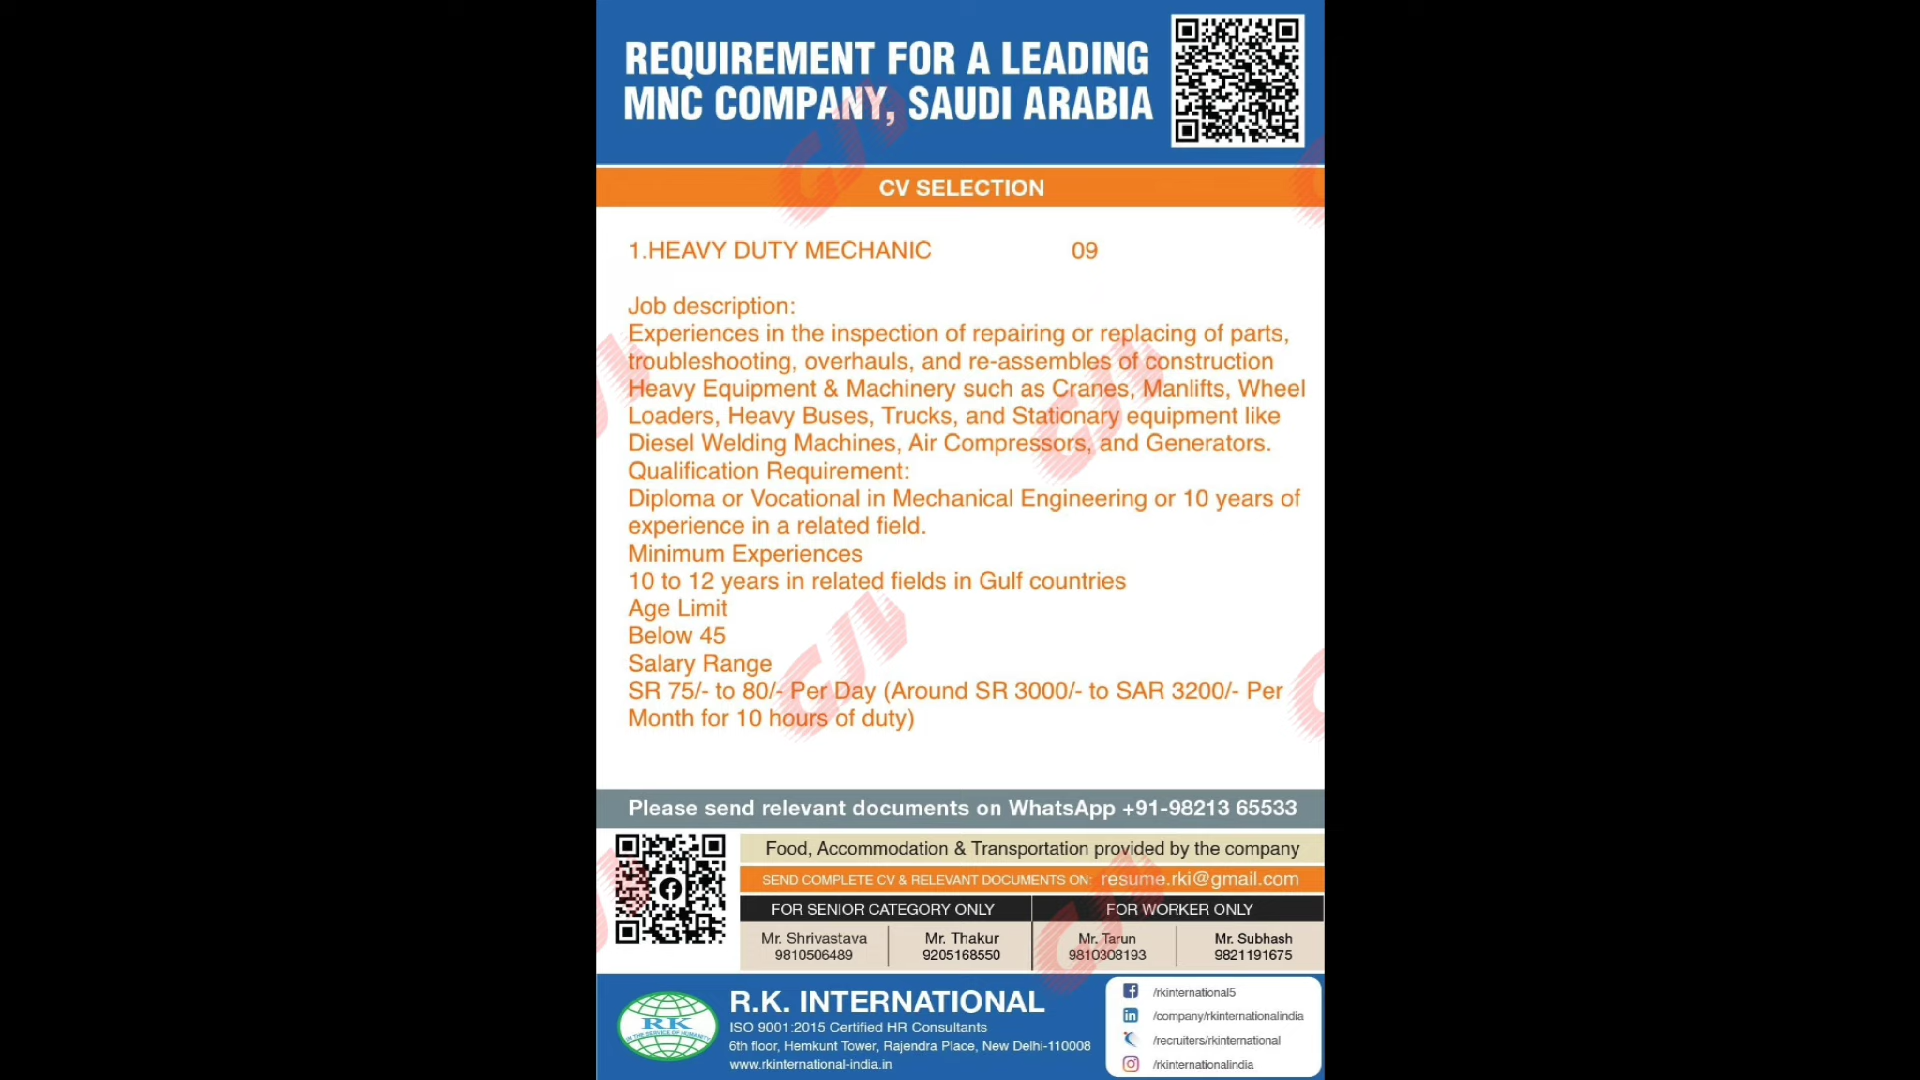 REQUIREMENT FOR A LEADING
MNC COMPANY, SAUDI ARABIA
CV SELECTION
1.HEAVY DUTY MECHANIC 09
Job description:
Experiences in the inspection of repairing or replacing of parts,
troubleshooting, overhauls, and re-assembles of construction
Heavy Equipment & Machinery such as Cranes, Manlifts, Wheel
Loaders, Heavy Buses, Trucks, and Stationary equipment like
Diesel Welding Machines, Air Compressors, and Generators.
Qualification Requirement:
Diploma or Vocational in Mechanical Engineering or 10 years of
experience in a related field.
Minimum Experiences
10 to 12 years in related fields in Gulf countries
Age Limit
Below 45
Salary Range
SR 75/- to 80/- Per Day (Around SR 3000/- to SAR 3200/- Per
Month for 10 hours of duty)
Please send relevant documents on WhatsApp +91-98213 65533
Food, Accommodation & Transportation provided by the company
SEND COMPLETE CV & RELEVANT DOCUMENTS ON: resume.rki@gmail.com
FOR SENIOR CATEGORY ONLY FOR WORKER ONLY
Mr. Shrivastava Mr. Thakur Mr. Tarun Mr. Subhash
9810506489 9205168550 9810308193 9821191675
RK
IN THE SERVICE OF HUMANITY
R.K. INTERNATIONAL
ISO 9001:2015 Certified HR Consultants
6th floor, Hemkunt Tower, Rajendra Place, New Delhi-110008
www.rkinternational-india.in
/rkinternational5
/company/rkinternationalindia
/recruiters/rkinternational
/rkinternationalindia